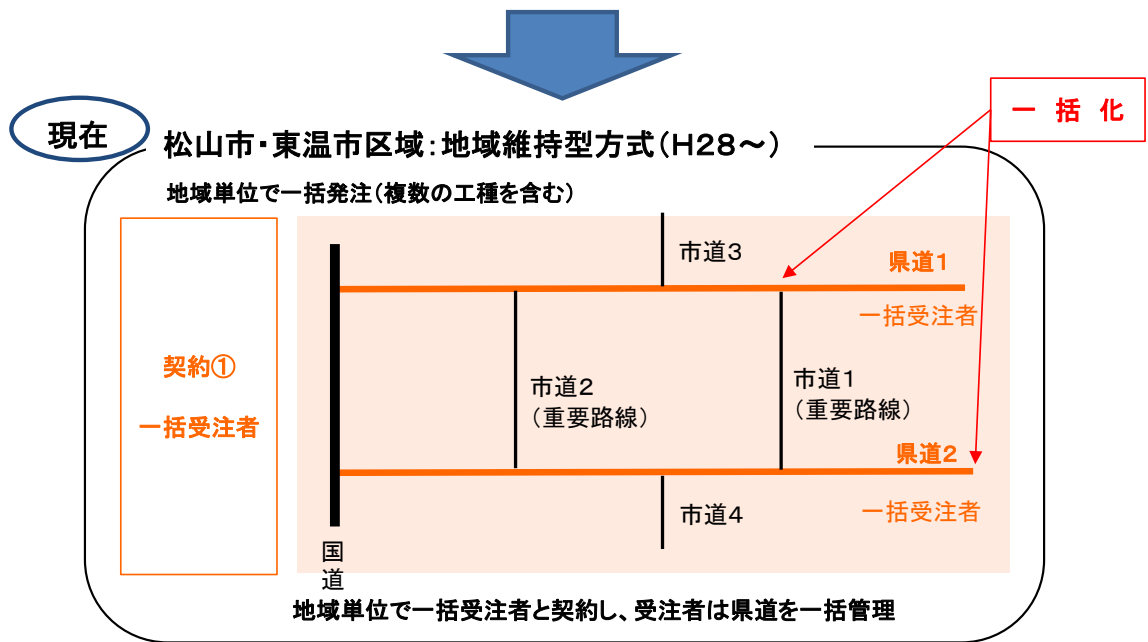 一 括 化
現在
松山市・東温市区域：地域維持型方式（H28～）
地域単位で一括発注（複数の工種を含む）
市道3
県道1
一括受注者
契約①
一括受注者
市道2
（重要路線）
市道1
（重要路線）
県道2
一括受注者
市道4
国道
地域単位で一括受注者と契約し、受注者は県道を一括管理